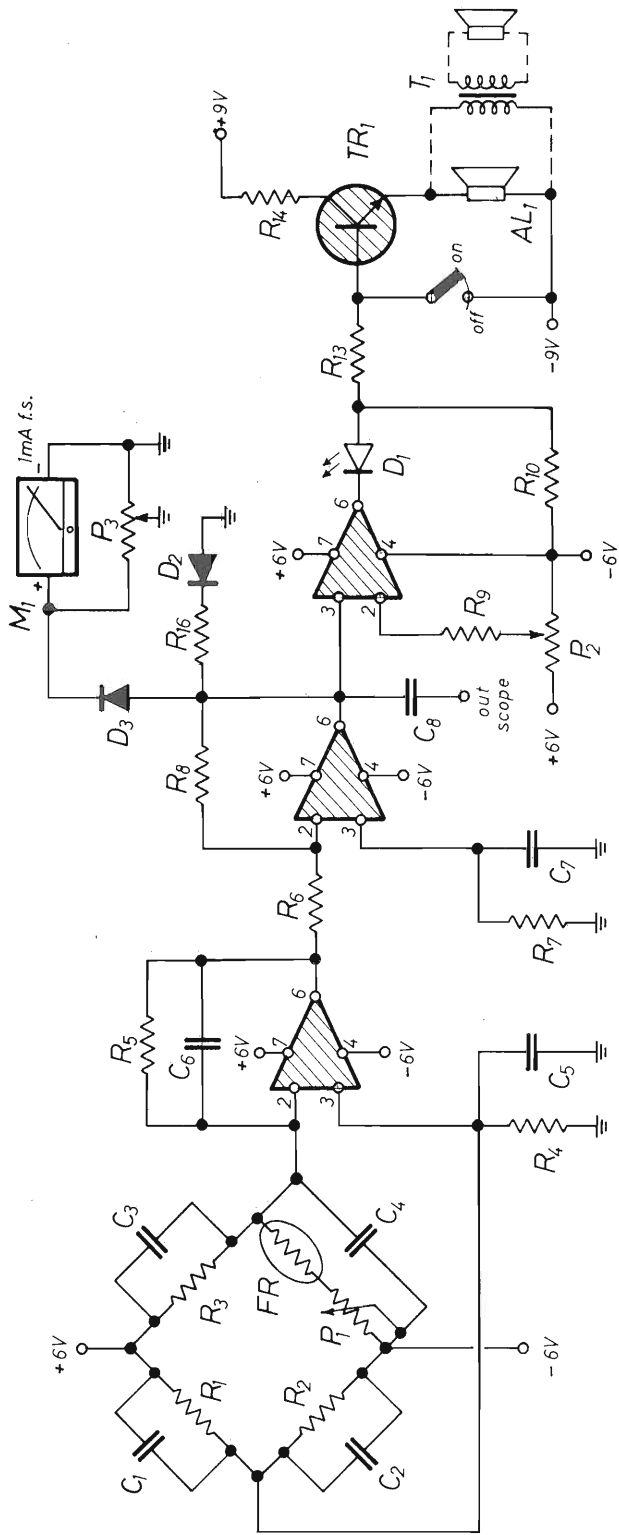 +6V
C1
R1
C3
R3
FR
P1
R2
C2
C4
-6V
R5
C6
2
3
7
6
4
+6V
-6V
R4
C5
R6
R8
2
3
7
6
4
+6V
-6V
R7
C7
D3
M1
+
-
1mA f.s.
P3
R16
D2
C8
out
scope
3
2
7
6
4
+6V
-6V
R9
P2
+6V
R10
D1
R13
off
on
-9V
R14
+9V
TR1
AL1
T1